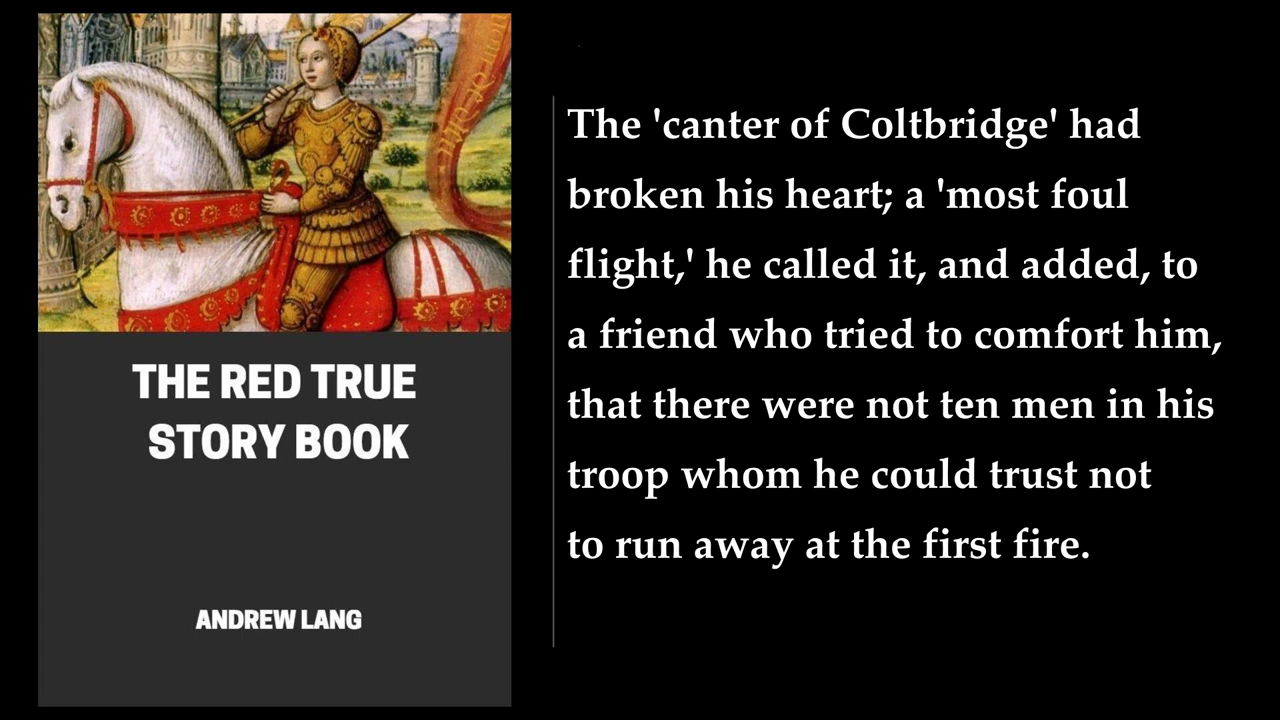 THE RED TRUE
STORY BOOK
ANDREW LANG
The 'canter of Coltbridge' had
broken his heart; a 'most foul
flight,' he called it, and added, to
a friend who tried to comfort him,
that there were not ten men in his
troop whom he could trust not
to run away at the first fire.